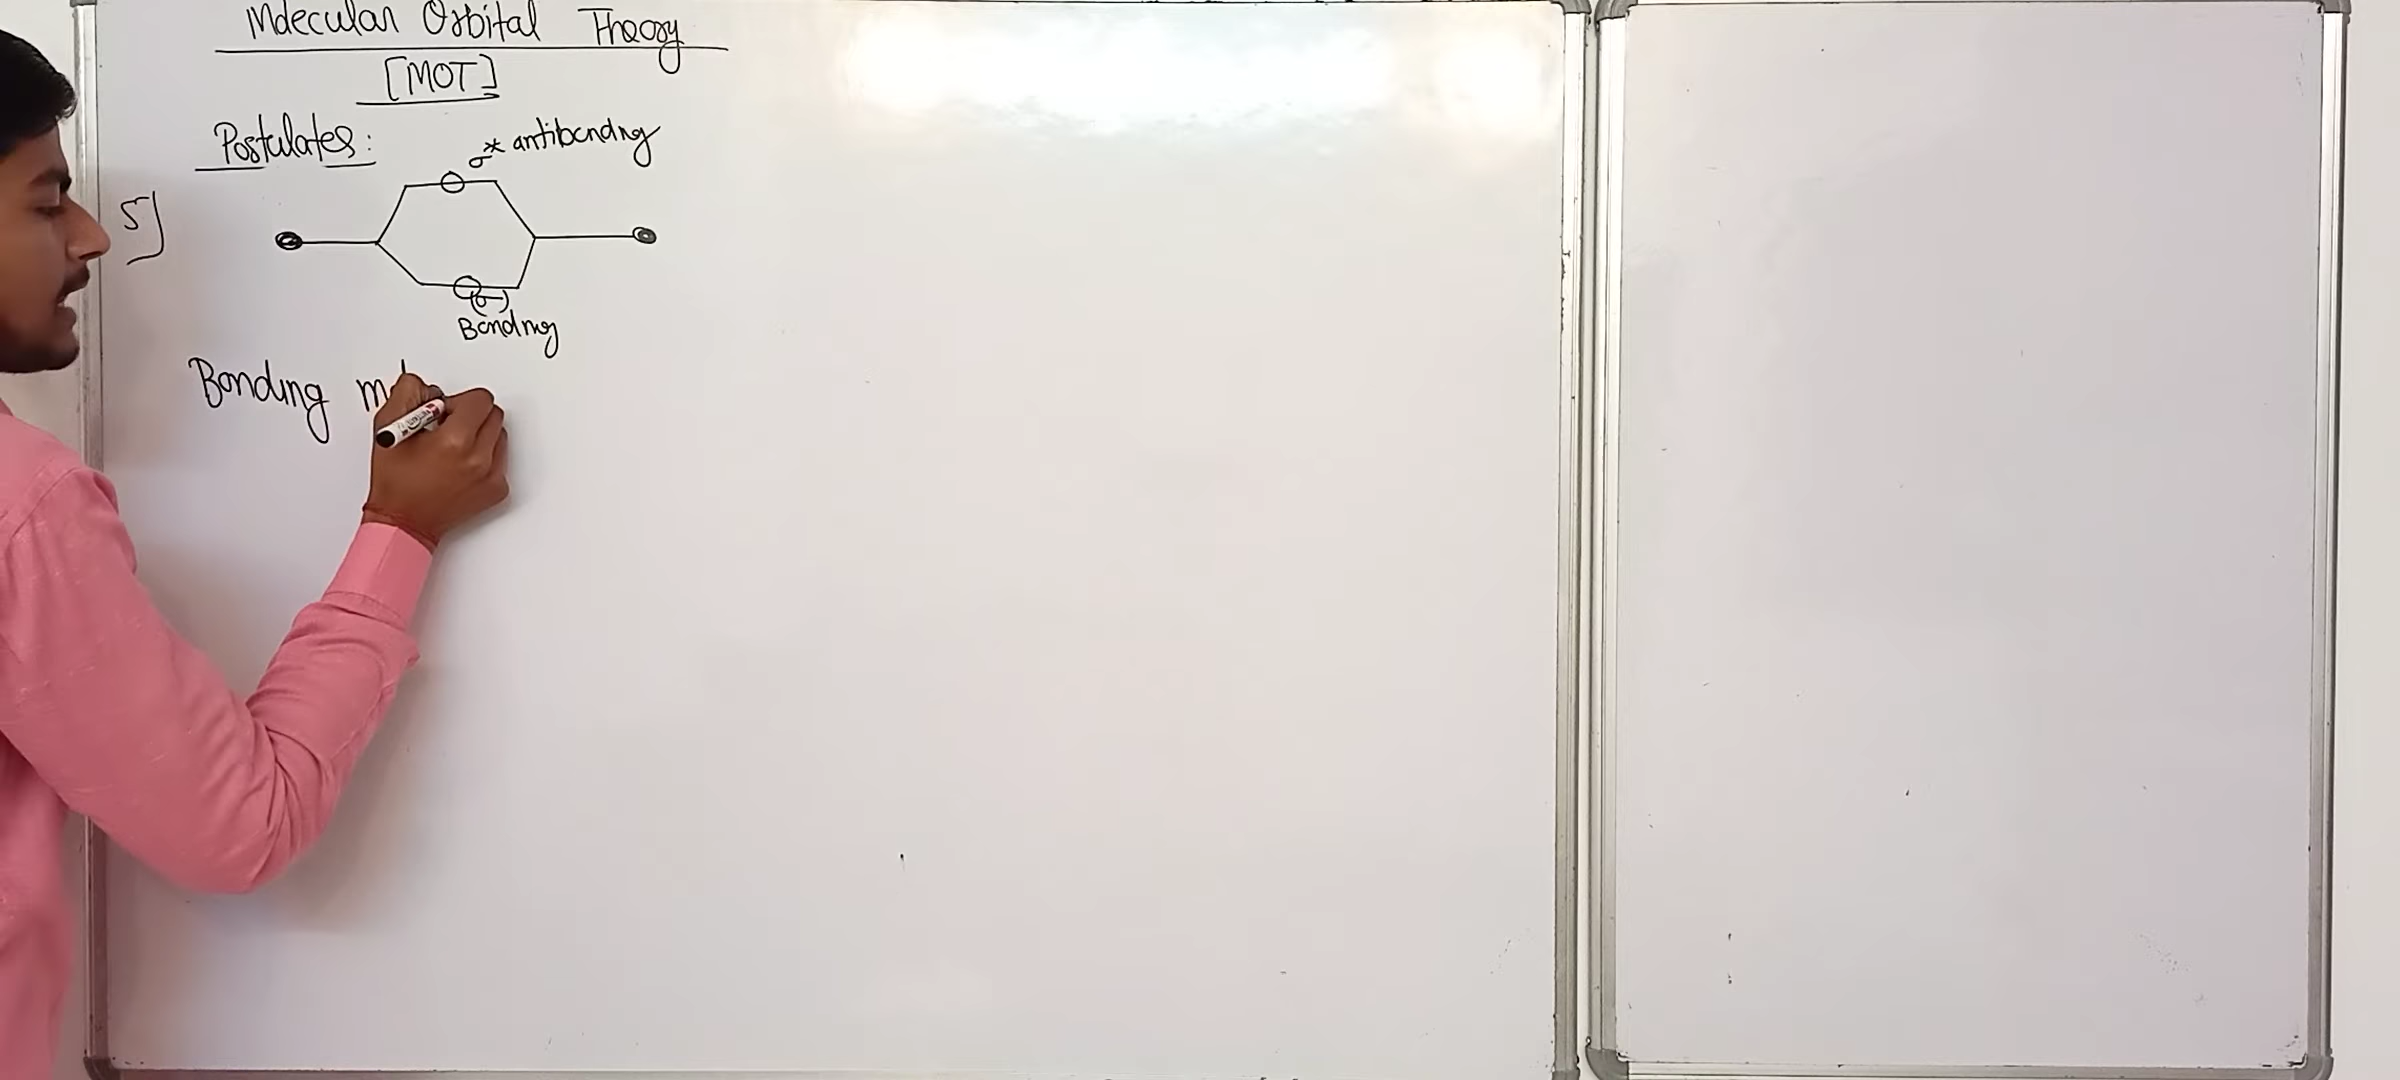 Molecular Orbital Theory
[MOT]
Postulates:
σ* antibonding
5]
(σ)
Bonding
Bonding